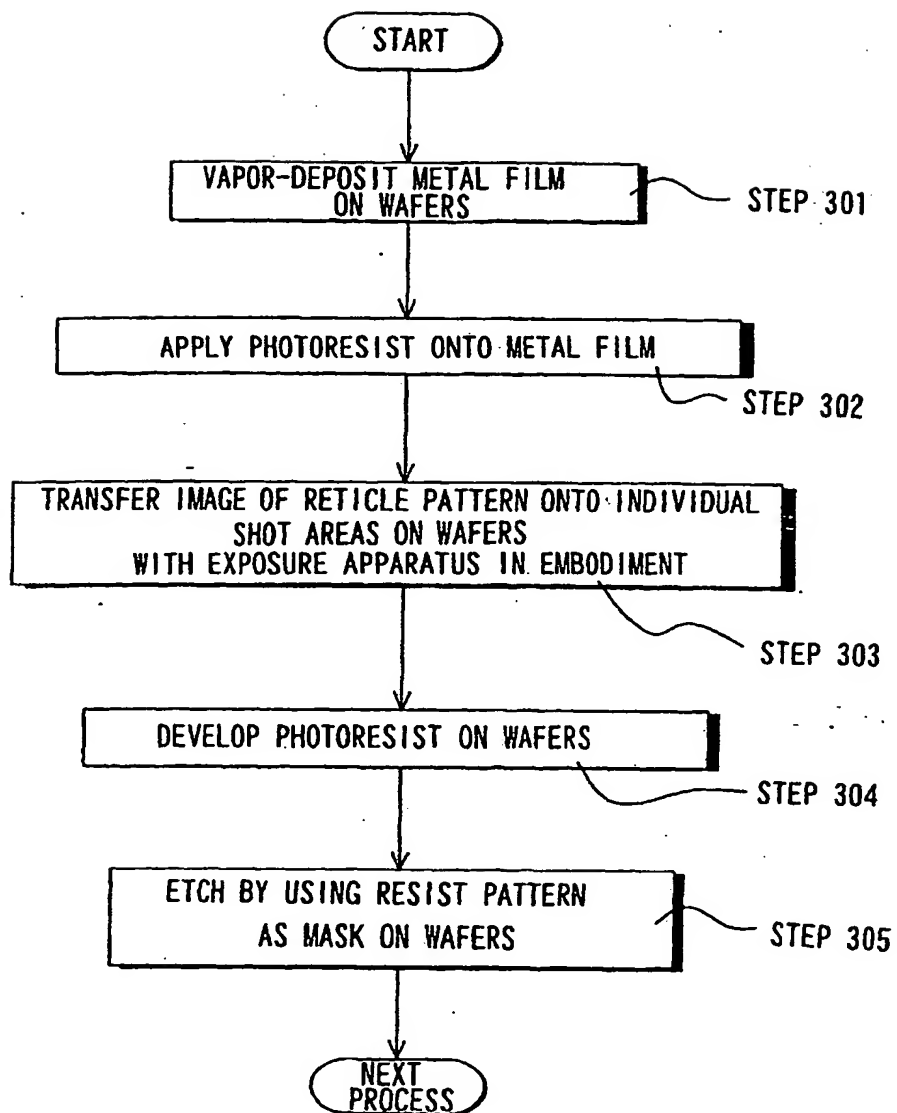 START
VAPOR-DEPOSIT METAL FILM
ON WAFERS
STEP 301
APPLY PHOTORESIST ONTO METAL FILM
STEP 302
TRANSFER IMAGE OF RETICLE PATTERN ONTO INDIVIDUAL
SHOT AREAS ON WAFERS
WITH EXPOSURE APPARATUS IN EMBODIMENT
STEP 303
DEVELOP PHOTORESIST ON WAFERS
STEP 304
ETCH BY USING RESIST PATTERN
AS MASK ON WAFERS
STEP 305
NEXT
PROCESS